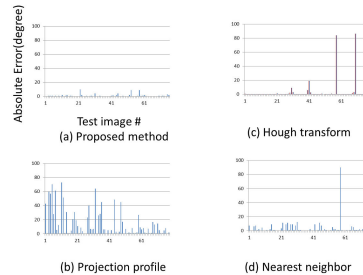 Absolute Error(degree)
100
80
60
40
20
0
1 21 41 61
Test image #
(a) Proposed method
100
80
60
40
20
0
1 21 41 61
(c) Hough transform
100
80
60
40
20
0
1 21 41 61
(b) Projection profile
100
80
60
40
20
0
1 21 41 61
(d) Nearest neighbor